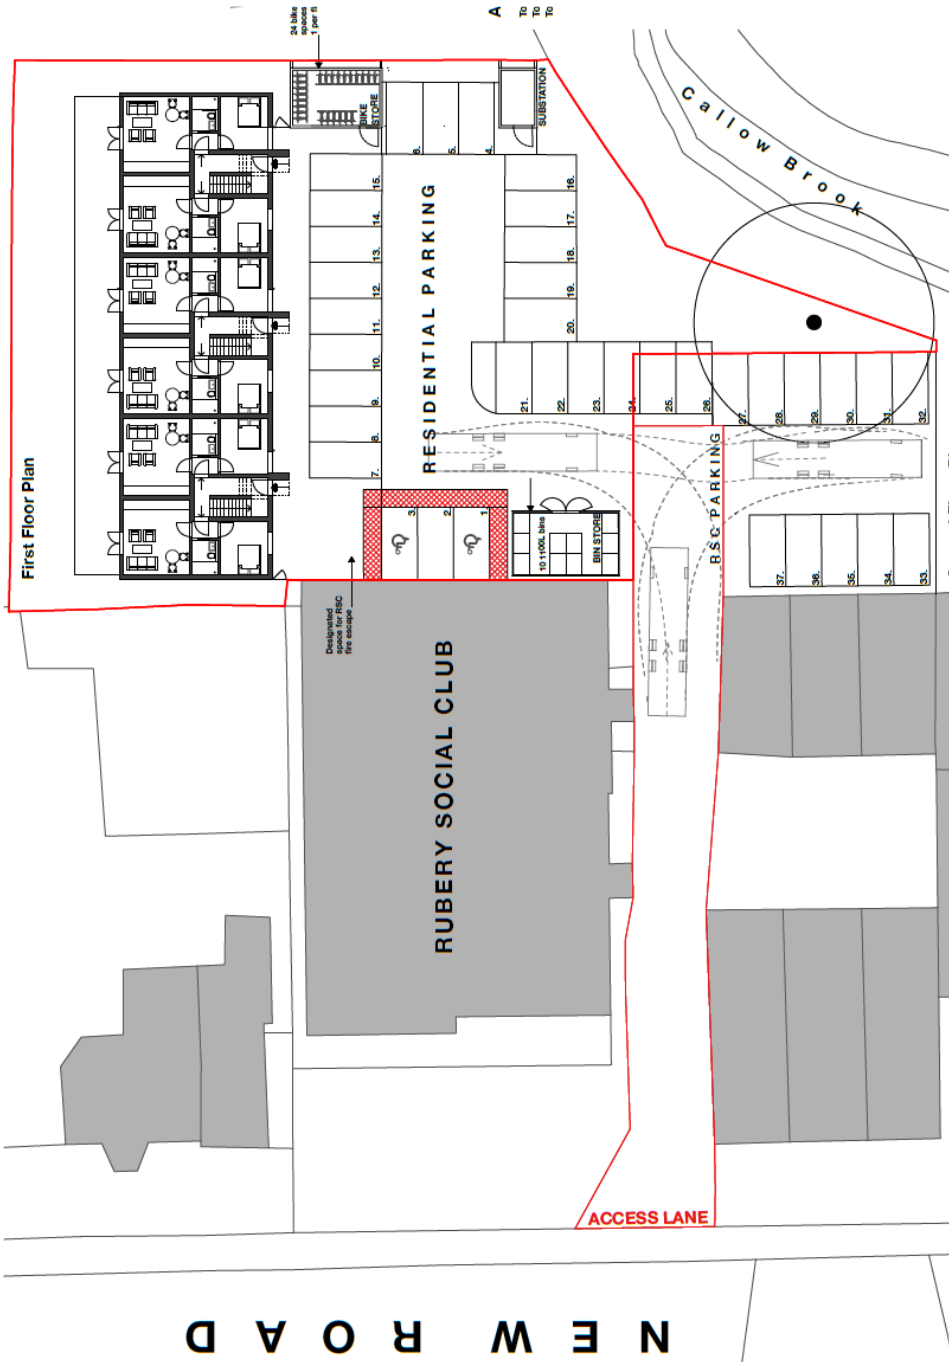 24 bike
spaces
1 per fl
A
To
To
To
BIKE
STORE
SUBSTATION
Callow Brook
6.
5.
4.
15.
14.
13.
12.
11.
10.
9.
8.
7.
RESIDENTIAL PARKING
16.
17.
18.
19.
20.
21.
22.
23.
24.
25.
26.
27.
28.
29.
30.
31.
32.
First Floor Plan
3.
2.
1.
10 1100L bins
BIN STORE
RSC PARKING
37.
36.
35.
34.
33.
Designated
space for RSC
fire escape
RUBERY SOCIAL CLUB
ACCESS LANE
NEW ROAD